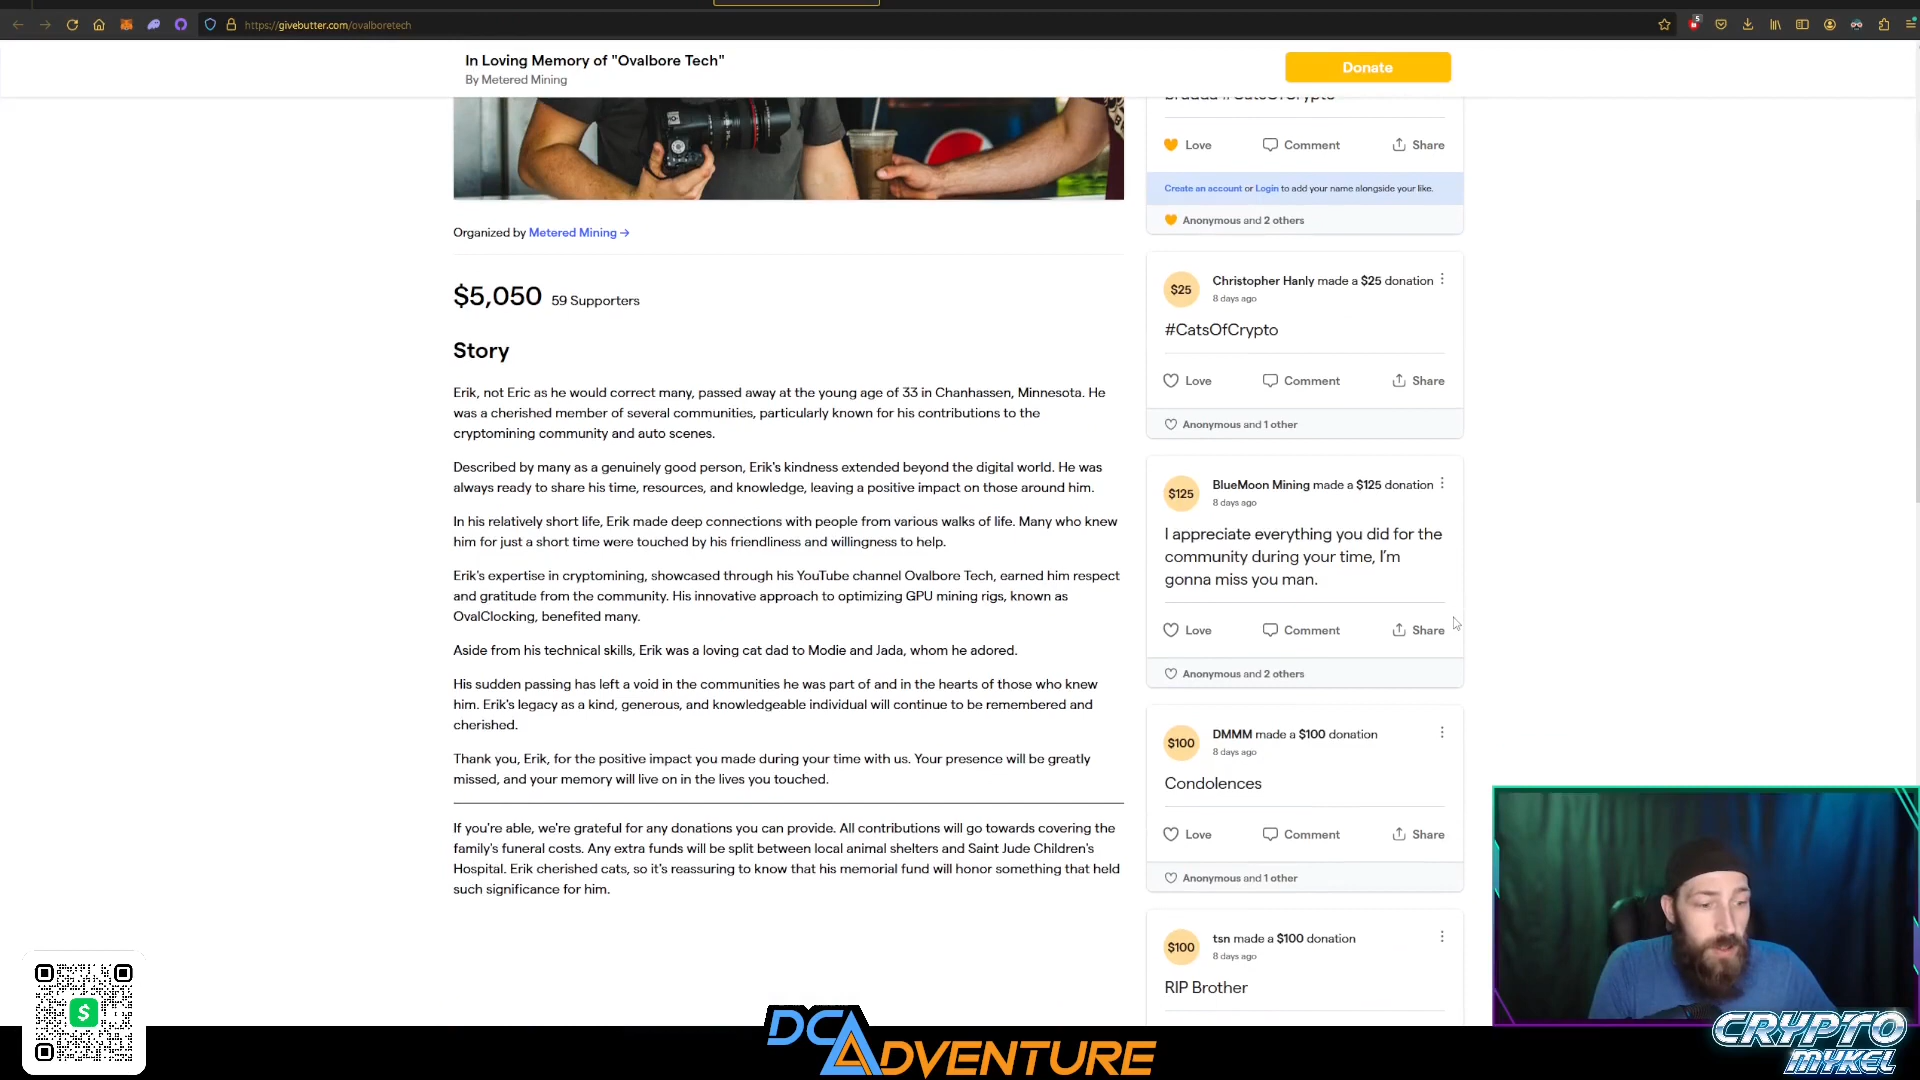 https://givebutter.com/ovalboretech
5
In Loving Memory of "Ovalbore Tech"
By Metered Mining
Donate
Organized by Metered Mining →
$5,050 59 Supporters
Story
Erik, not Eric as he would correct many, passed away at the young age of 33 in Chanhassen, Minnesota. He
was a cherished member of several communities, particularly known for his contributions to the
cryptomining community and auto scenes.
Described by many as a genuinely good person, Erik's kindness extended beyond the digital world. He was
always ready to share his time, resources, and knowledge, leaving a positive impact on those around him.
In his relatively short life, Erik made deep connections with people from various walks of life. Many who knew
him for just a short time were touched by his friendliness and willingness to help.
Erik's expertise in cryptomining, showcased through his YouTube channel Ovalbore Tech, earned him respect
and gratitude from the community. His innovative approach to optimizing GPU mining rigs, known as
OvalClocking, benefited many.
Aside from his technical skills, Erik was a loving cat dad to Modie and Jada, whom he adored.
His sudden passing has left a void in the communities he was part of and in the hearts of those who knew
him. Erik's legacy as a kind, generous, and knowledgeable individual will continue to be remembered and
cherished.
Thank you, Erik, for the positive impact you made during your time with us. Your presence will be greatly
missed, and your memory will live on in the lives you touched.
If you're able, we're grateful for any donations you can provide. All contributions will go towards covering the
family's funeral costs. Any extra funds will be split between local animal shelters and Saint Jude Children's
Hospital. Erik cherished cats, so it's reassuring to know that his memorial fund will honor something that held
such significance for him.
#CatsOfCrypto
Love Comment Share
Create an account or Login to add your name alongside your like.
Anonymous and 2 others
$25 Christopher Hanly made a $25 donation
8 days ago
#CatsOfCrypto
Love Comment Share
Anonymous and 1 other
$125 BlueMoon Mining made a $125 donation
8 days ago
I appreciate everything you did for the
community during your time, I'm
gonna miss you man.
Love Comment Share
Anonymous and 2 others
$100 DMMM made a $100 donation
8 days ago
Condolences
Love Comment Share
Anonymous and 1 other
$100 tsn made a $100 donation
8 days ago
RIP Brother
$
DCADVENTURE
CRYPTO
MYKEL